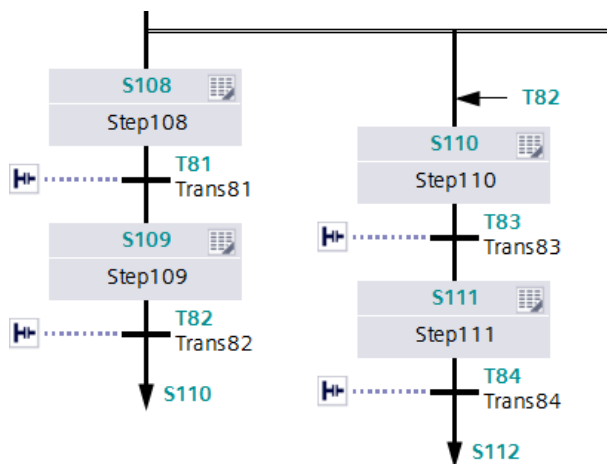 S108
Step108
T81
Trans81
S109
Step109
T82
Trans82
S110
T82
S110
Step110
T83
Trans83
S111
Step111
T84
Trans84
S112